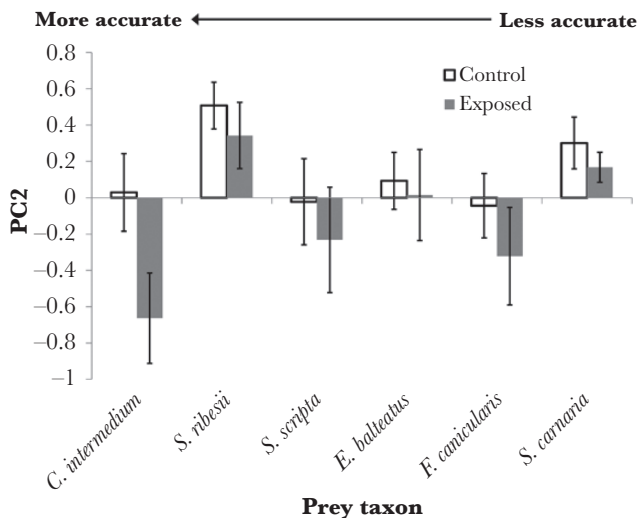 More accurate Less accurate
0.8
0.6
0.4
0.2
0
–0.2
–0.4
–0.6
–0.8
–1
PC2
Control
Exposed
C. intermedium
S. ribesii
S. scripta
E. balteatus
F. canicularis
S. carnaria
Prey taxon